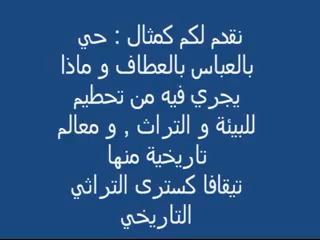 نقدم لكم كمثال : حي
بالعباس بالعطاف و ماذا
يجري فيه من تحطيم
للبيئة و التراث , و معالم
تاريخية منها
تيقافا كسترى التراثي
التاريخي